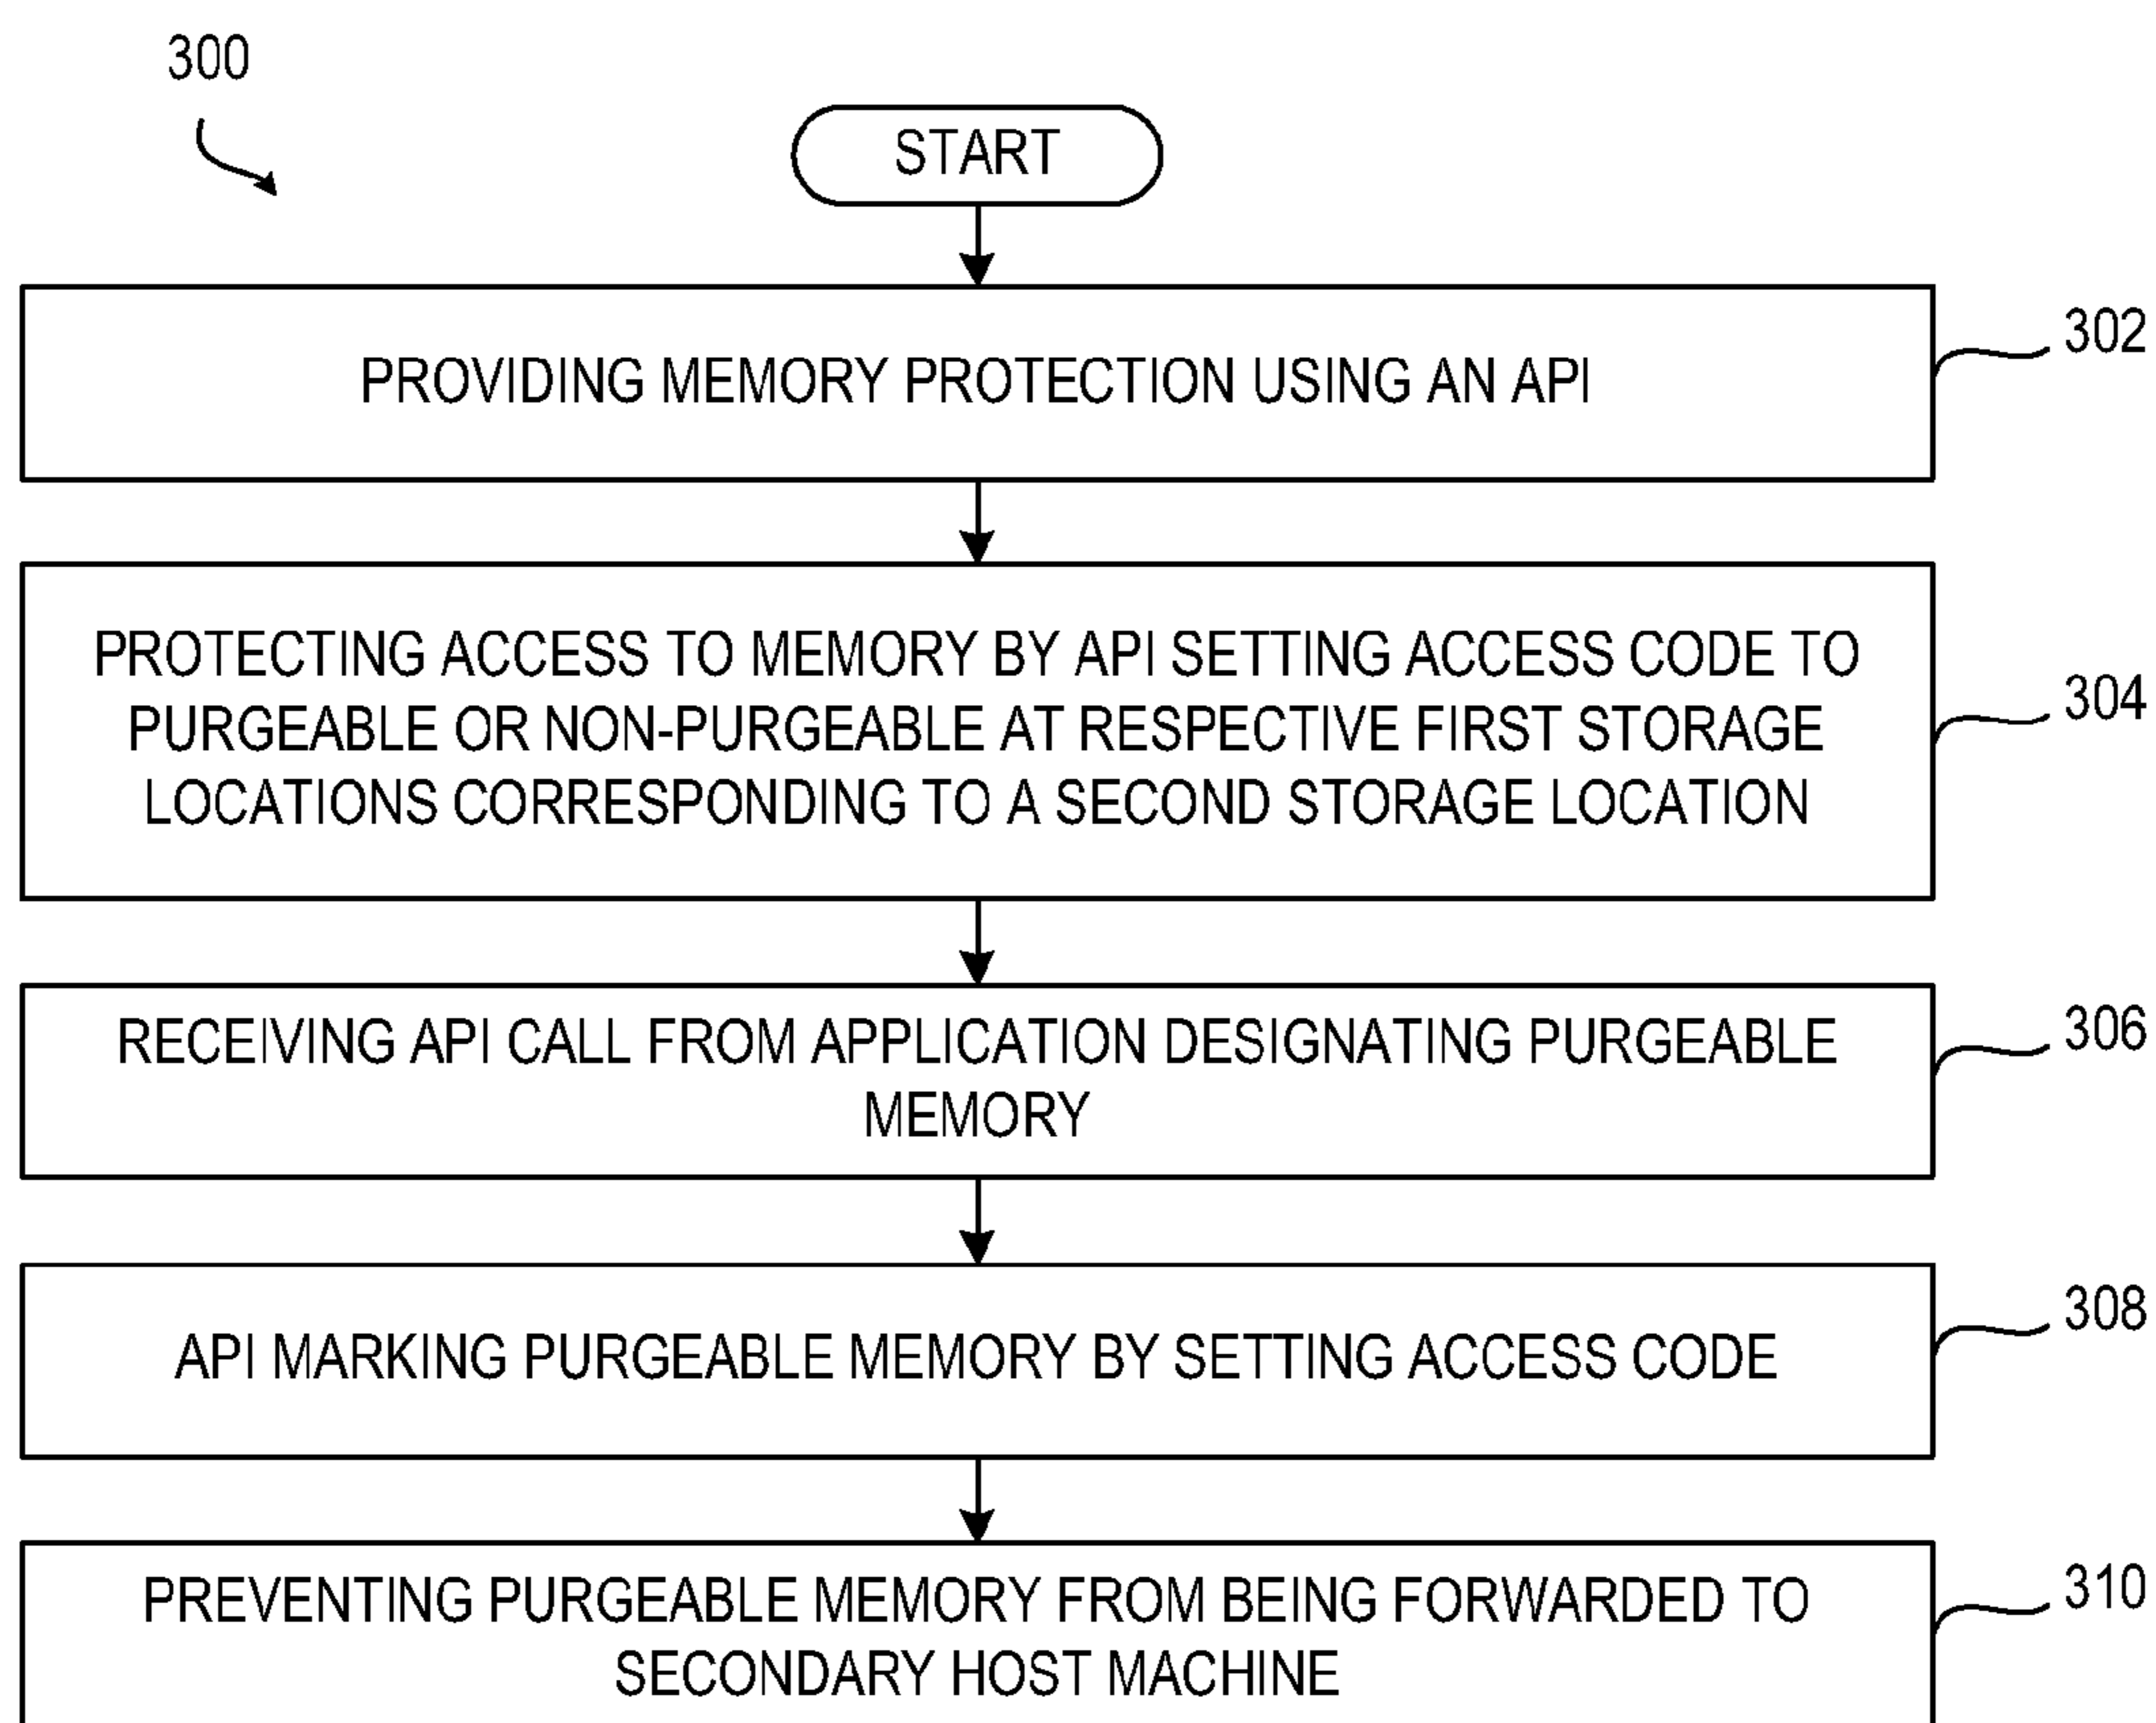 300
START
PROVIDING MEMORY PROTECTION USING AN API
302
PROTECTING ACCESS TO MEMORY BY API SETTING ACCESS CODE TO
PURGEABLE OR NON-PURGEABLE AT RESPECTIVE FIRST STORAGE
LOCATIONS CORRESPONDING TO A SECOND STORAGE LOCATION
304
RECEIVING API CALL FROM APPLICATION DESIGNATING PURGEABLE
MEMORY
306
API MARKING PURGEABLE MEMORY BY SETTING ACCESS CODE
308
PREVENTING PURGEABLE MEMORY FROM BEING FORWARDED TO
SECONDARY HOST MACHINE
310